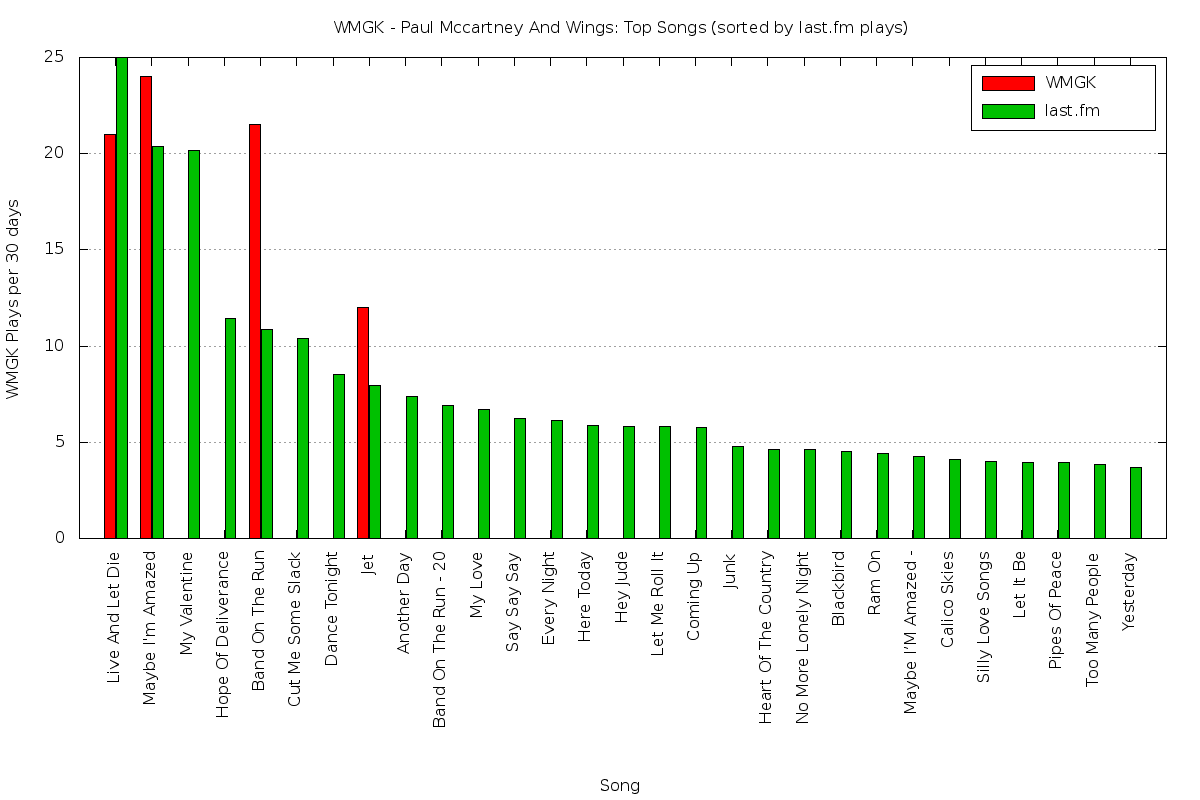 WMGK - Paul Mccartney And Wings: Top Songs (sorted by last.fm plays)
WMGK
last.fm
WMGK Plays per 30 days
25
20
15
10
5
0
Live And Let Die
Maybe I'm Amazed
My Valentine
Hope Of Deliverance
Band On The Run
Cut Me Some Slack
Dance Tonight
Jet
Another Day
Band On The Run - 20
My Love
Say Say Say
Every Night
Here Today
Hey Jude
Let Me Roll It
Coming Up
Junk
Heart Of The Country
No More Lonely Night
Blackbird
Ram On
Maybe I'M Amazed -
Calico Skies
Silly Love Songs
Let It Be
Pipes Of Peace
Too Many People
Yesterday
Song